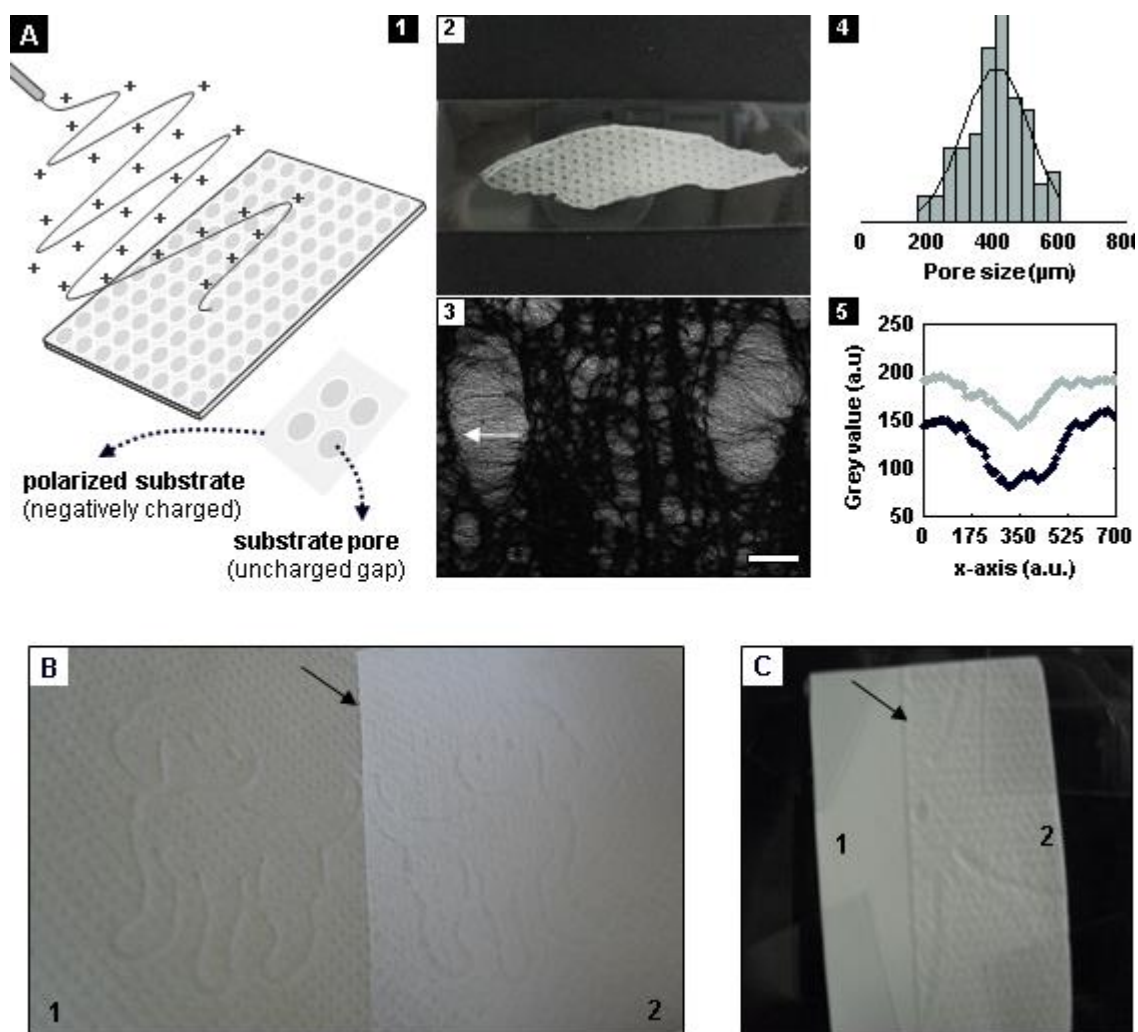 A
1
polarized substrate
(negatively charged)
substrate pore
(uncharged gap)
2
3
4
0 200 400 600 800
Pore size (µm)
5
Grey value (a.u)
250
200
150
100
50
0 175 350 525 700
x-axis (a.u.)
B
1
2
C
1
2